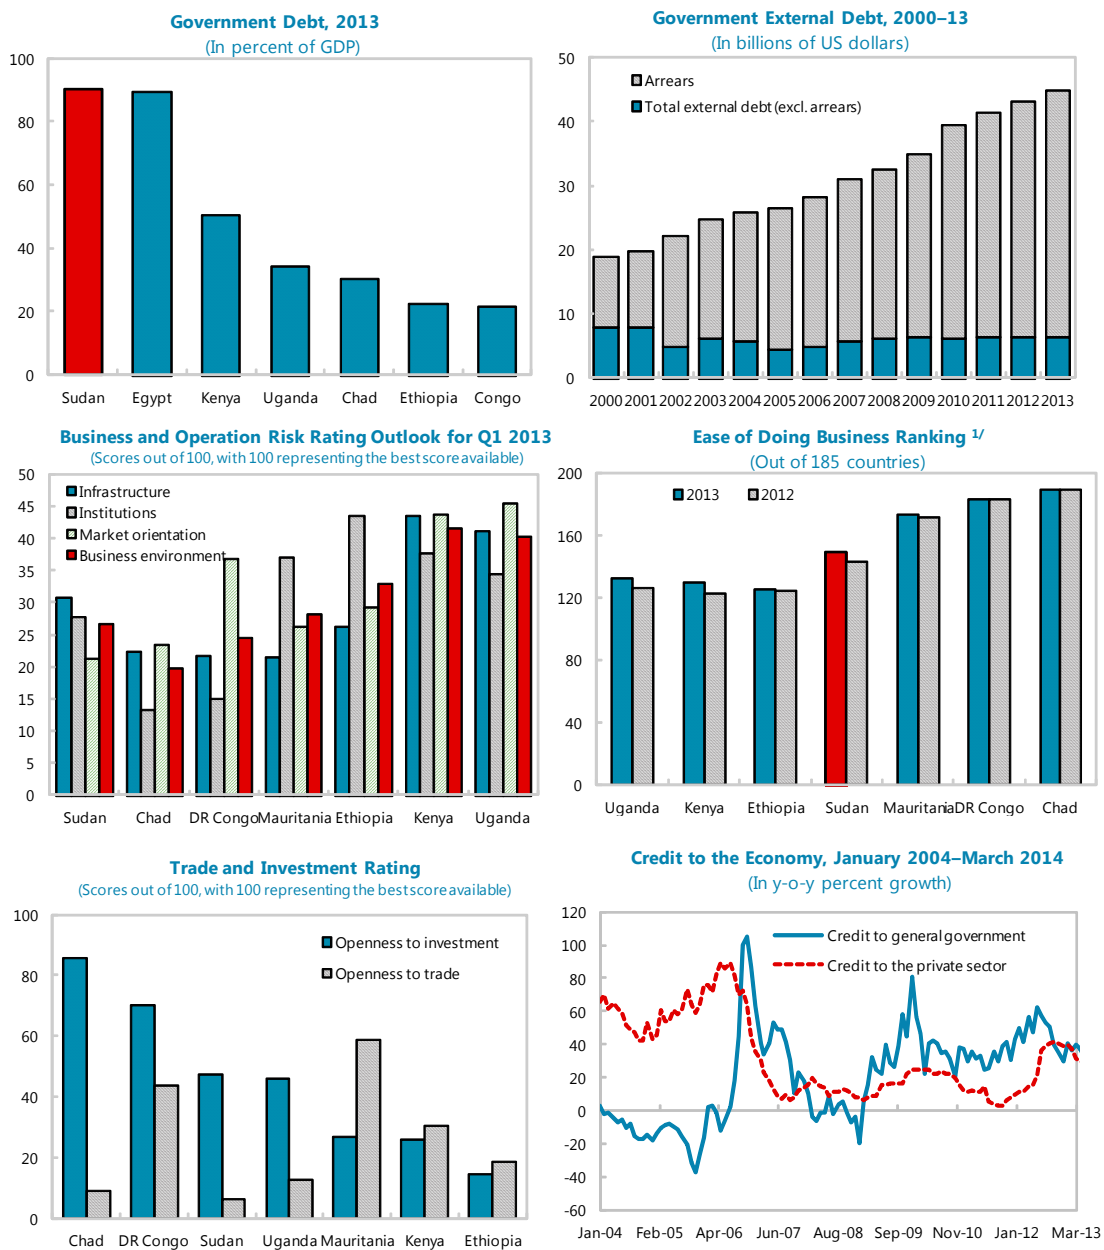 Government Debt, 2013
(In percent of GDP)
100
80
60
40
20
0
Sudan Egypt Kenya Uganda Chad Ethiopia Congo
Government External Debt, 2000–13
(In billions of US dollars)
50
40
30
20
10
0
Arrears
Total external debt (excl. arrears)
2000 2001 2002 2003 2004 2005 2006 2007 2008 2009 2010 2011 2012 2013
Business and Operation Risk Rating Outlook for Q1 2013
(Scores out of 100, with 100 representing the best score available)
50
45
40
35
30
25
20
15
10
5
0
Infrastructure
Institutions
Market orientation
Business environment
Sudan Chad DR Congo Mauritania Ethiopia Kenya Uganda
Ease of Doing Business Ranking 1/
(Out of 185 countries)
200
160
120
80
40
0
2013 2012
Uganda Kenya Ethiopia Sudan Mauritania DR Congo Chad
Trade and Investment Rating
(Scores out of 100, with 100 representing the best score available)
100
80
60
40
20
0
Openness to investment
Openness to trade
Chad DR Congo Sudan Uganda Mauritania Kenya Ethiopia
Credit to the Economy, January 2004–March 2014
(In y-o-y percent growth)
120
100
80
60
40
20
0
-20
-40
-60
Credit to general government
Credit to the private sector
Jan-04 Feb-05 Apr-06 Jun-07 Aug-08 Sep-09 Nov-10 Jan-12 Mar-13